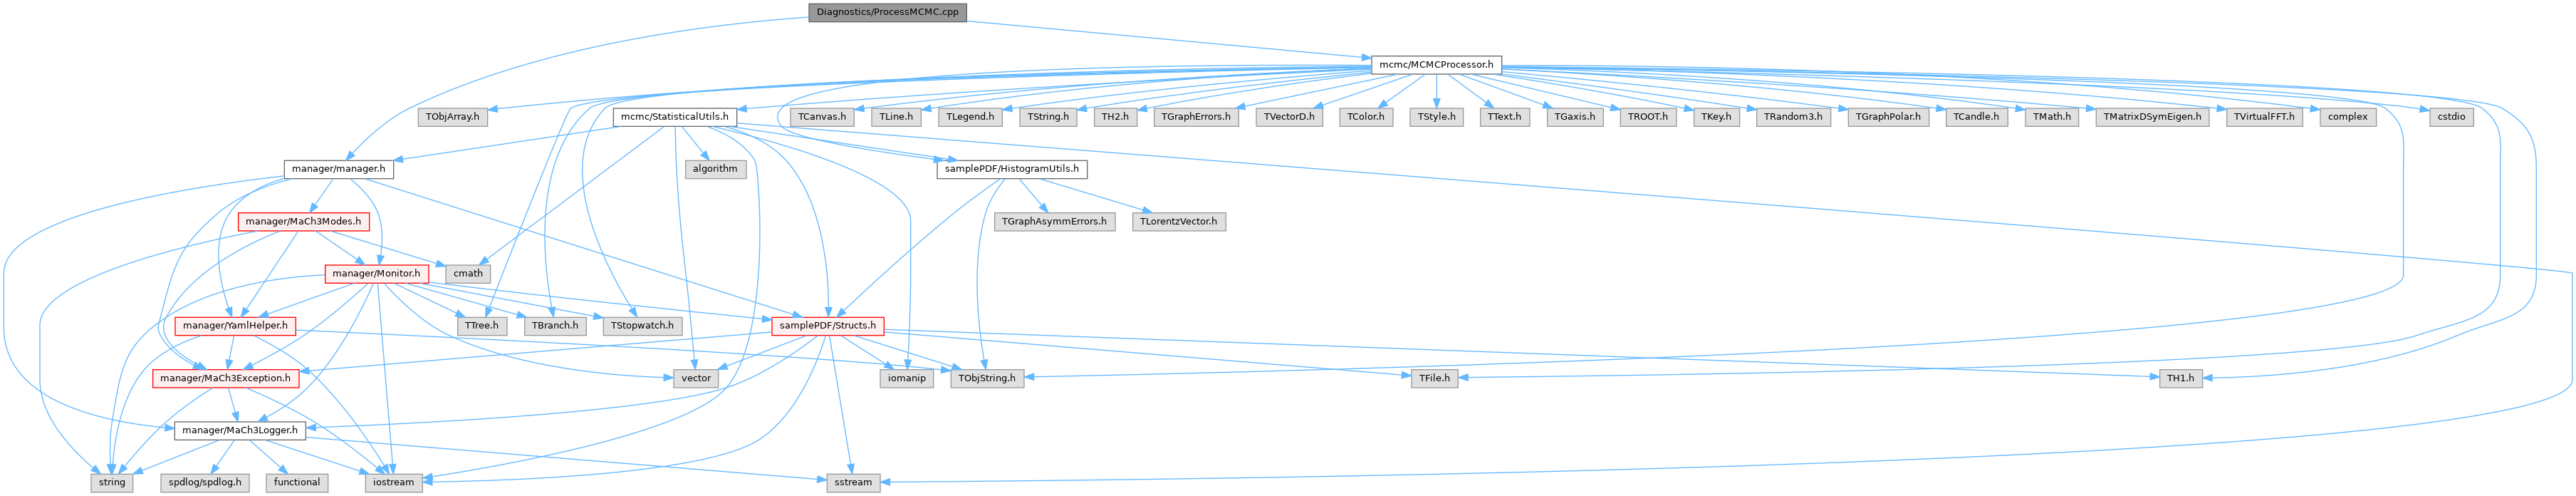 Diagnostics/ProcessMCMC.cpp
mcmc/MCMCProcessor.h
TObjArray.h
mcmc/StatisticalUtils.h
TCanvas.h
TLine.h
TLegend.h
TString.h
TH2.h
TGraphErrors.h
TVectorD.h
TColor.h
TStyle.h
TText.h
TGaxis.h
TROOT.h
TKey.h
TRandom3.h
TGraphPolar.h
TCandle.h
TMath.h
TMatrixDSymEigen.h
TVirtualFFT.h
complex
cstdio
manager/manager.h
algorithm
samplePDF/HistogramUtils.h
manager/MaCh3Modes.h
TGraphAsymmErrors.h
TLorentzVector.h
manager/Monitor.h
cmath
manager/YamlHelper.h
TTree.h
TBranch.h
TStopwatch.h
samplePDF/Structs.h
manager/MaCh3Exception.h
vector
iomanip
TObjString.h
TFile.h
TH1.h
manager/MaCh3Logger.h
string
spdlog/spdlog.h
functional
iostream
sstream